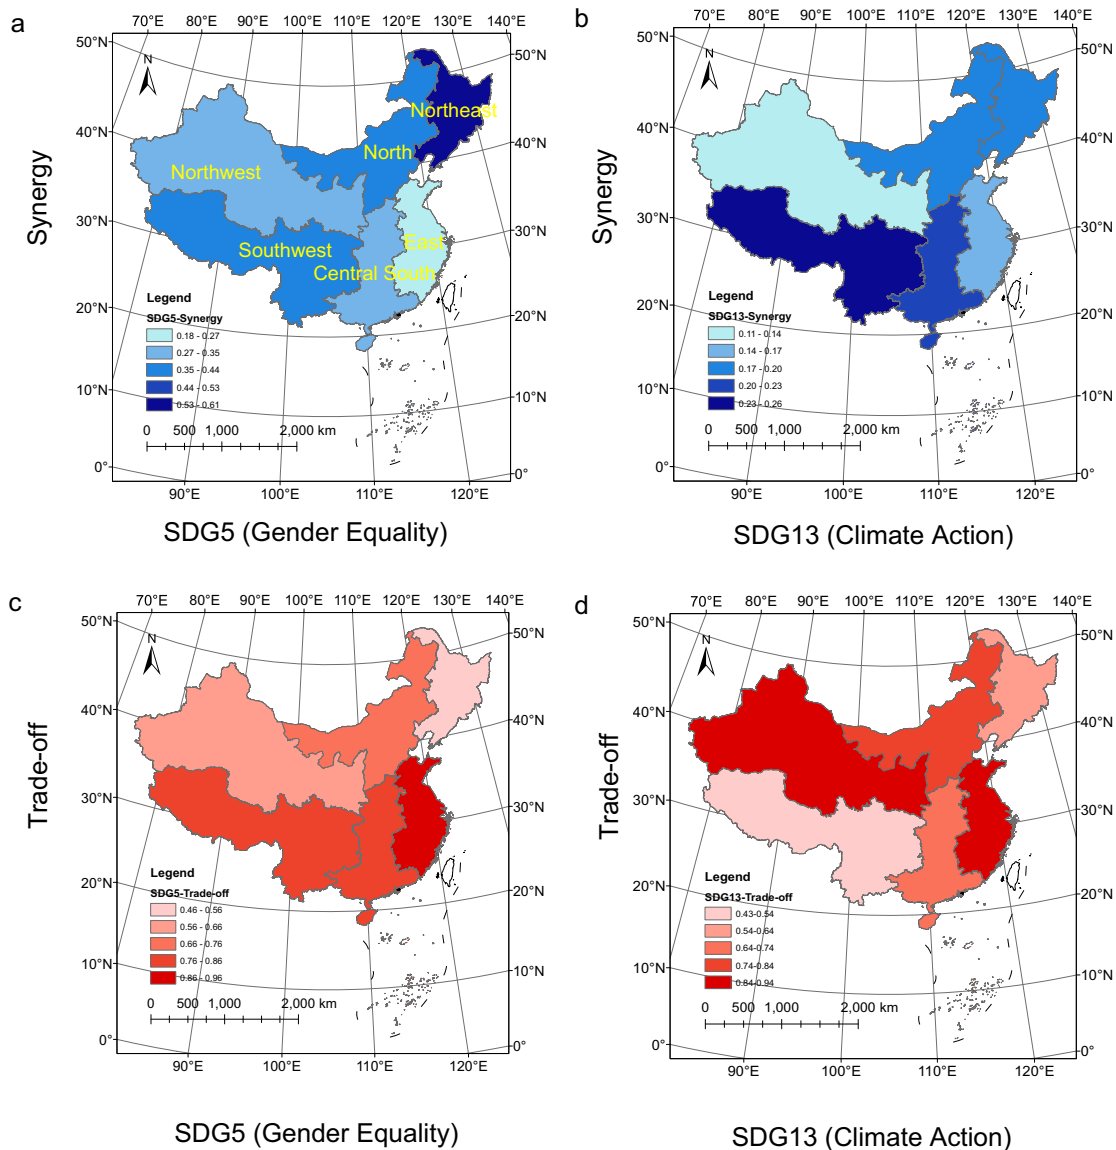 a
70°E 80°E 90°E 100°E 110°E 120°E 130°E 140°E
50°N
50°N
N
40°N
40°N
30°N
30°N
20°N
20°N
10°N
10°N
0°
0°
Northeast
North
Northwest
Southwest
East
Central South
Synergy
Legend
SDG5-Synergy
0.18 - 0.27
0.27 - 0.35
0.35 - 0.44
0.44 - 0.53
0.53 - 0.61
0 500 1,000 2,000 km
90°E 100°E 110°E 120°E
SDG5 (Gender Equality)
b
70°E 80°E 90°E 100°E 110°E 120°E 130°E 140°E
50°N
50°N
N
40°N
40°N
30°N
30°N
20°N
20°N
10°N
10°N
0°
0°
Synergy
Legend
SDG13-Synergy
0.11 - 0.14
0.14 - 0.17
0.17 - 0.20
0.20 - 0.23
0.23 - 0.26
0 500 1,000 2,000 km
90°E 100°E 110°E 120°E
SDG13 (Climate Action)
c
70°E 80°E 90°E 100°E 110°E 120°E 130°E 140°E
50°N
50°N
N
40°N
40°N
30°N
30°N
20°N
20°N
10°N
10°N
0°
0°
Trade-off
Legend
SDG5-Trade-off
0.46 - 0.56
0.56 - 0.66
0.66 - 0.76
0.76 - 0.86
0.86 - 0.96
0 500 1,000 2,000 km
90°E 100°E 110°E 120°E
SDG5 (Gender Equality)
d
70°E 80°E 90°E 100°E 110°E 120°E 130°E 140°E
50°N
50°N
N
40°N
40°N
30°N
30°N
20°N
20°N
10°N
10°N
0°
0°
Trade-off
Legend
SDG13-Trade-off
0.43-0.54
0.54-0.64
0.64-0.74
0.74-0.84
0.84-0.94
0 500 1,000 2,000 km
90°E 100°E 110°E 120°E
SDG13 (Climate Action)